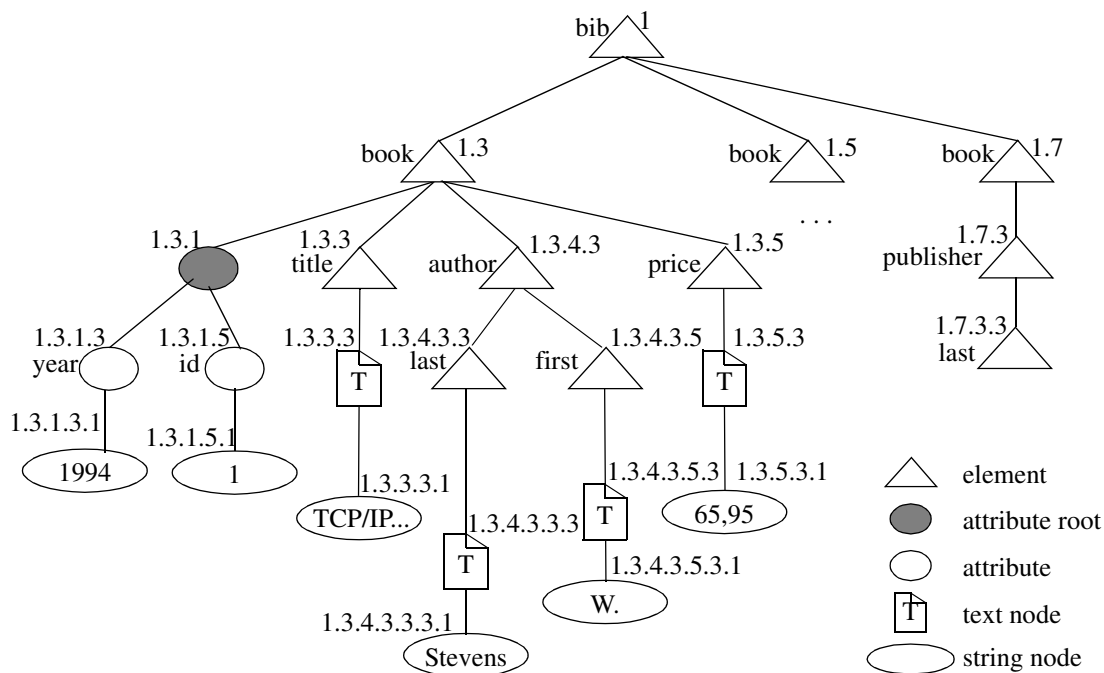 bib 1
book 1.3
book 1.5
book 1.7
. . .
1.3.1
1.3.3
title
author
1.3.4.3
price
1.3.5
1.7.3
publisher
1.3.1.3
year
1.3.1.5
id
1.3.3.3
T
1.3.4.3.3
last
first
1.3.4.3.5
1.3.5.3
T
1.7.3.3
last
1.3.1.3.1
1994
1.3.1.5.1
1
1.3.3.3.1
TCP/IP...
1.3.4.3.5.3
T
1.3.5.3.1
65,95
1.3.4.3.3.3
T
1.3.4.3.5.3.1
W.
1.3.4.3.3.3.1
Stevens
element
attribute root
attribute
T text node
string node